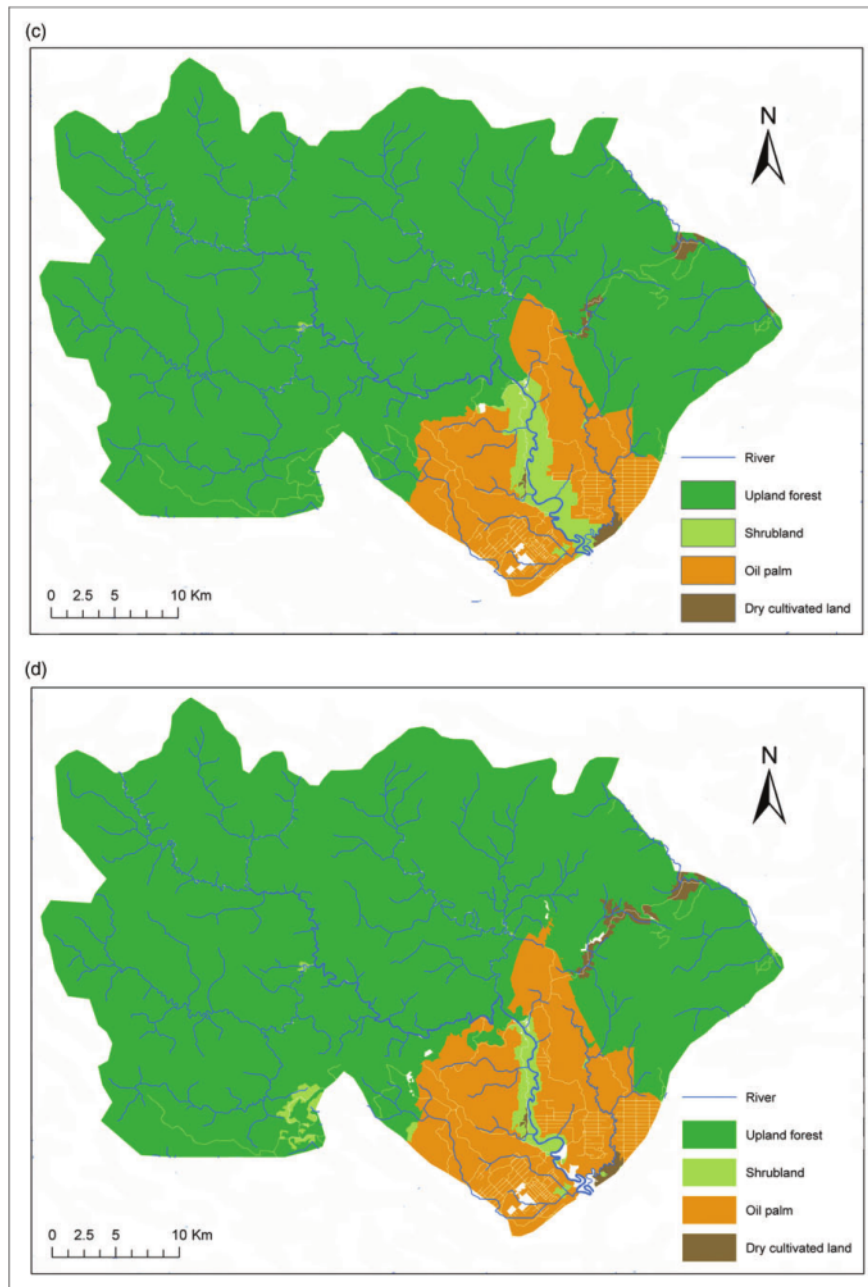 (c)
N
River
Upland forest
Shrubland
Oil palm
Dry cultivated land
0 2.5 5 10 Km
(d)
N
River
Upland forest
Shrubland
Oil palm
Dry cultivated land
0 2.5 5 10 Km